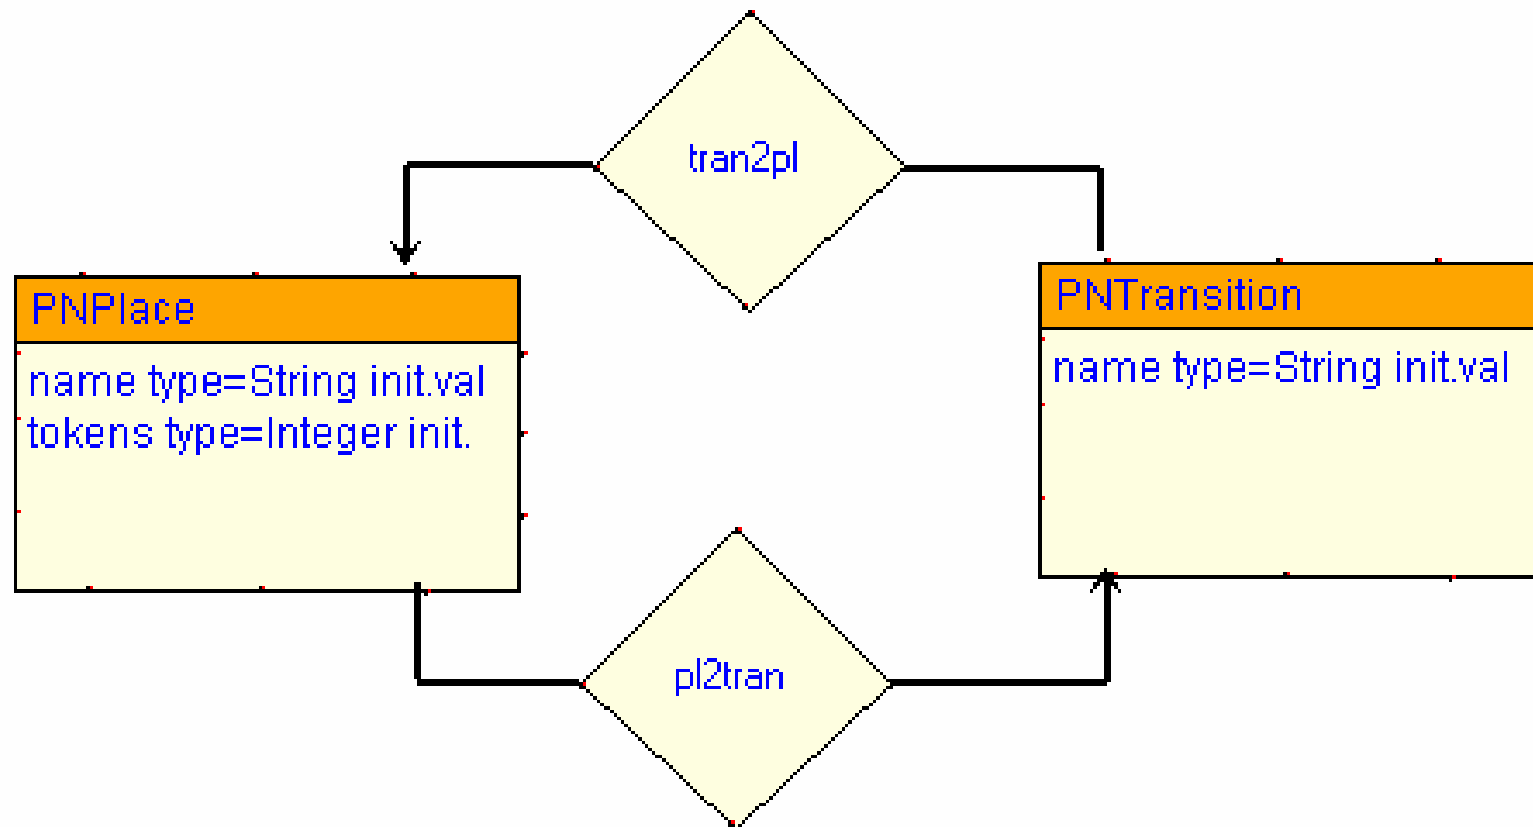 tran2pl
PNPlace
name type=String init.val
tokens type=Integer init.
PNTransition
name type=String init.val
pl2tran